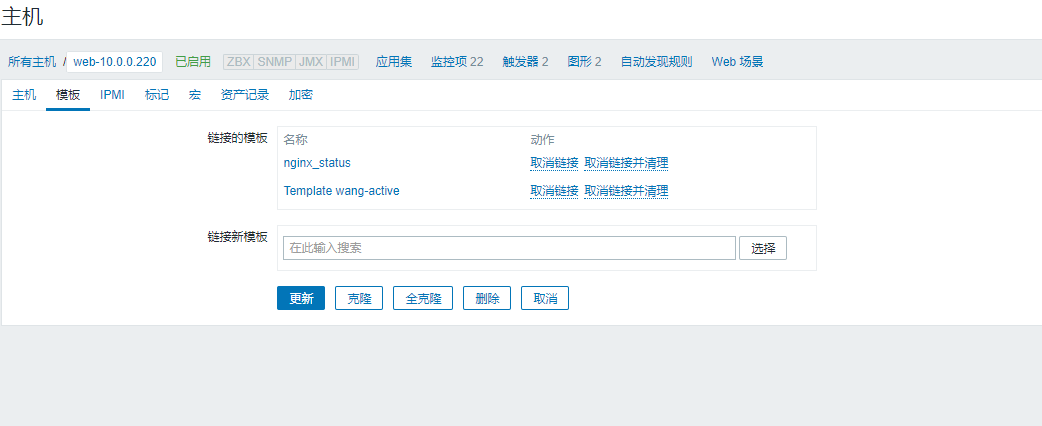 主机
所有主机 / web-10.0.0.220 已启用 ZBX SNMP JMX IPMI 应用集 监控项 22 触发器 2 图形 2 自动发现规则 Web 场景
主机 模板 IPMI 标记 宏 资产记录 加密
链接的模板 名称 动作
nginx_status 取消链接 取消链接并清理
Template wang-active 取消链接 取消链接并清理
链接新模板 在此输入搜索 选择
更新 克隆 全克隆 删除 取消